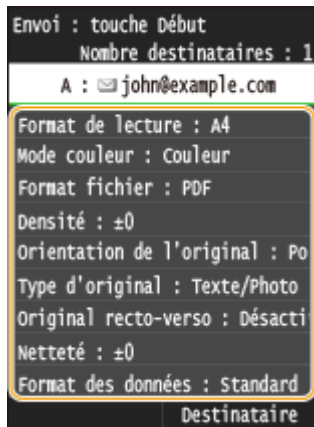 Envoi : touche Début
Nombre destinataires : 1
A : john@example.com
Format de lecture : A4
Mode couleur : Couleur
Format fichier : PDF
Densité : ±0
Orientation de l'original : Po
Type d'original : Texte/Photo
Original recto-verso : Désacti
Netteté : ±0
Format des données : Standard
Destinataire